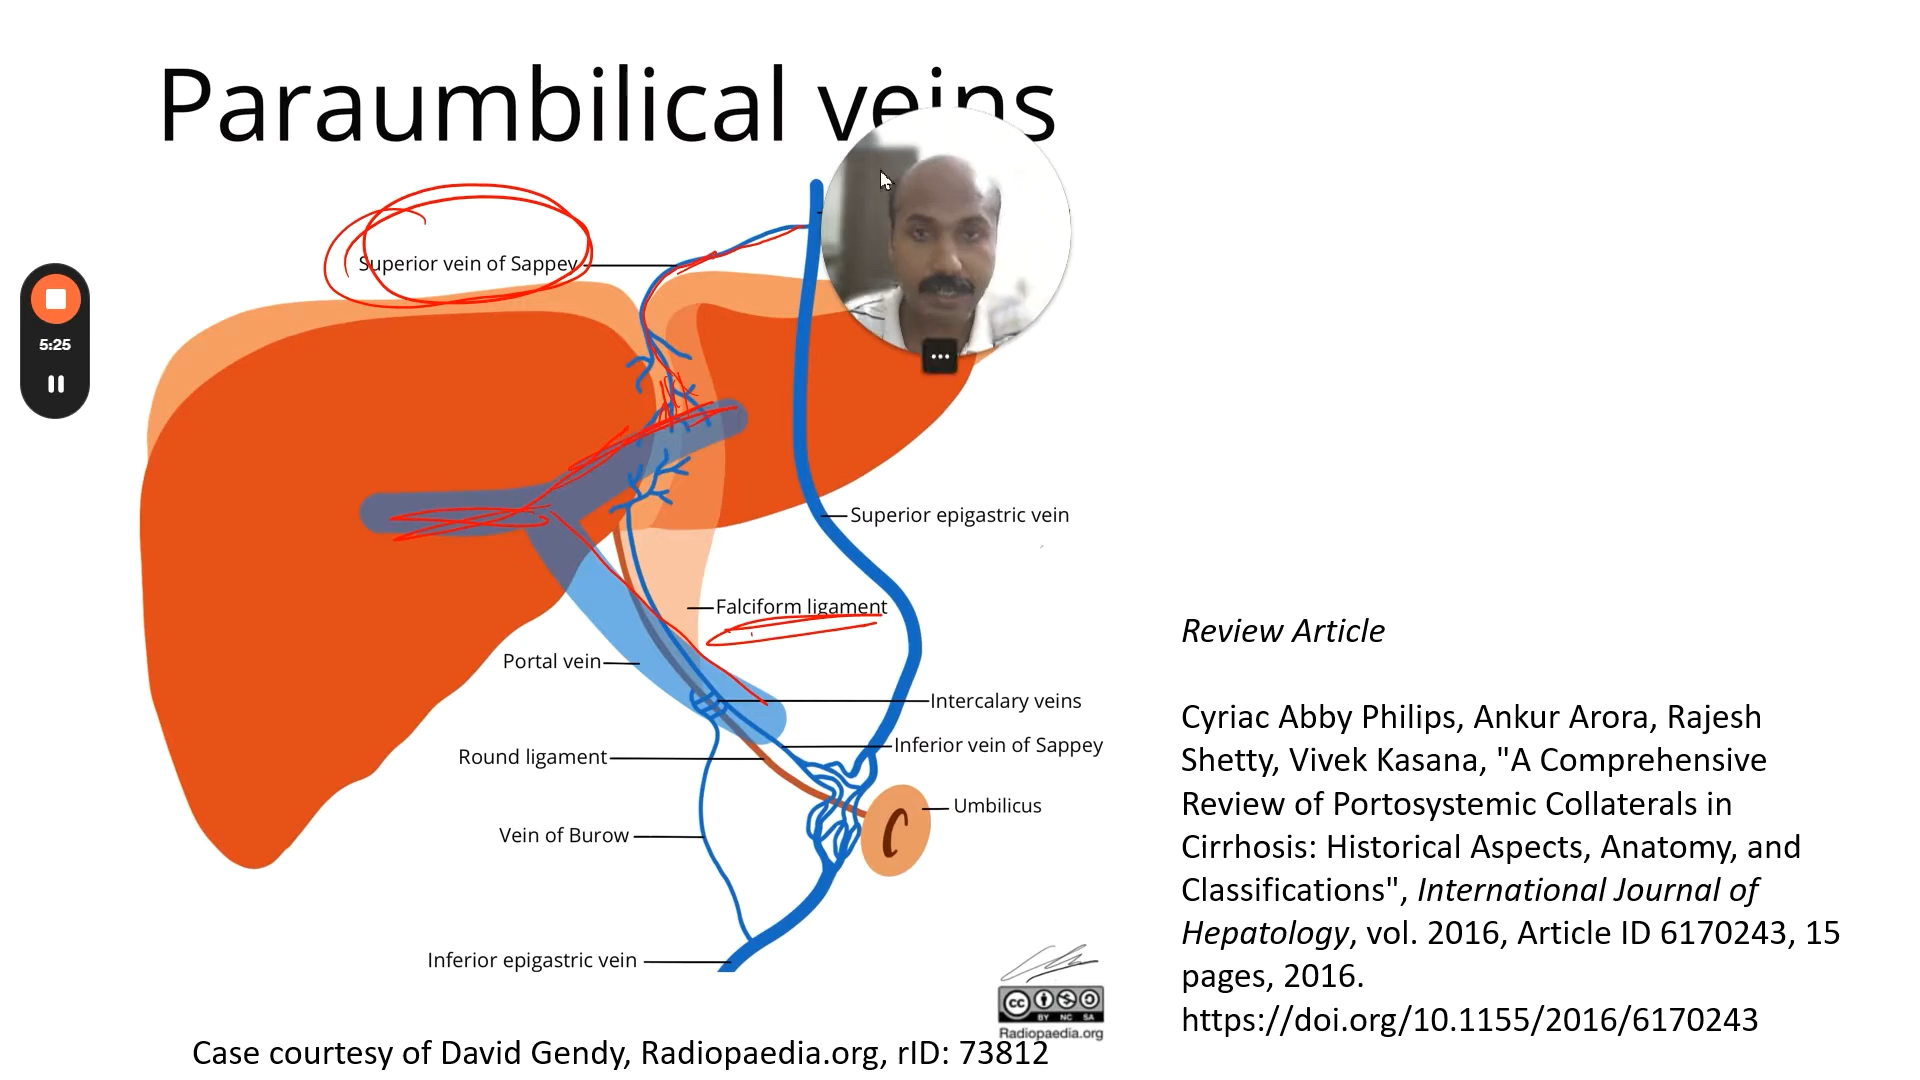 Paraumbilical veins
Superior vein of Sappey
5:25
Superior epigastric vein
Falciform ligament
Portal vein
Intercalary veins
Inferior vein of Sappey
Round ligament
Umbilicus
Vein of Burow
Inferior epigastric vein
Review Article
Cyriac Abby Philips, Ankur Arora, Rajesh
Shetty, Vivek Kasana, "A Comprehensive
Review of Portosystemic Collaterals in
Cirrhosis: Historical Aspects, Anatomy, and
Classifications", International Journal of
Hepatology, vol. 2016, Article ID 6170243, 15
pages, 2016.
https://doi.org/10.1155/2016/6170243
cc
BY NC SA
Radiopaedia.org
Case courtesy of David Gendy, Radiopaedia.org, rID: 73812